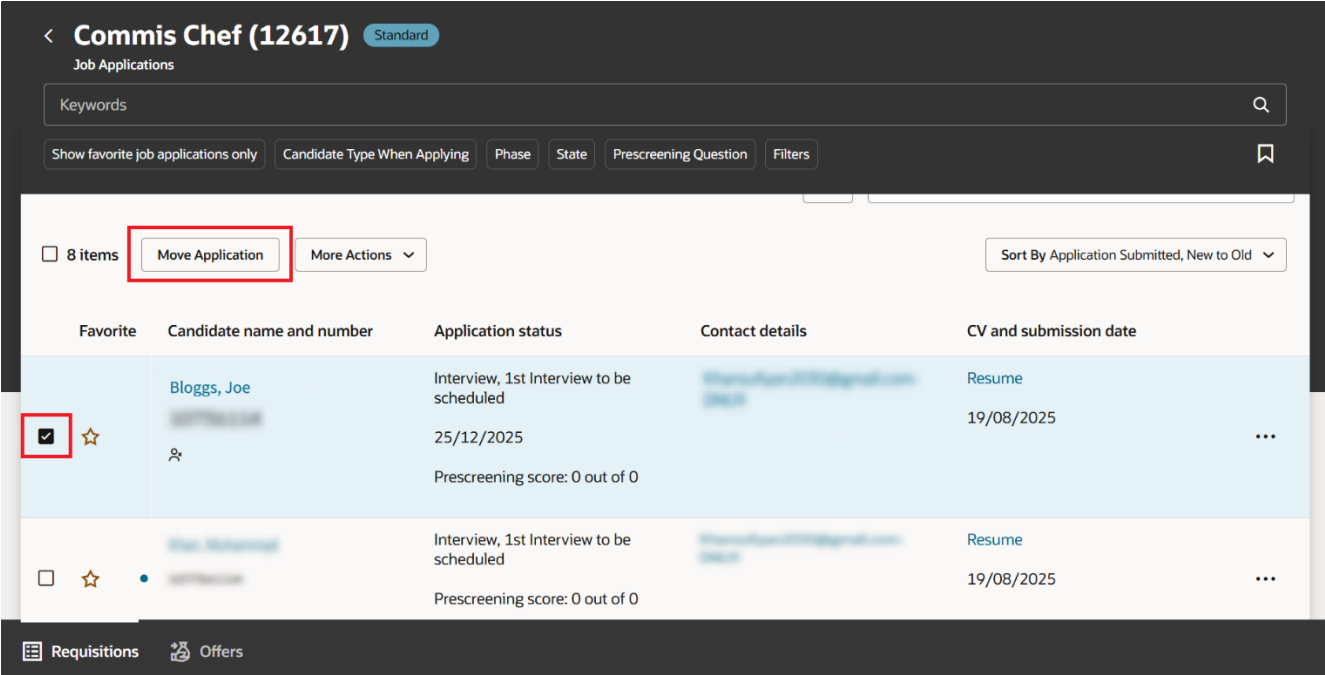 Commis Chef (12617) Standard
Job Applications
Keywords
Show favorite job applications only Candidate Type When Applying Phase State Prescreening Question Filters
8 items Move Application More Actions Sort By Application Submitted, New to Old
Favorite Candidate name and number Application status Contact details CV and submission date
Bloggs, Joe
Interview, 1st Interview to be
scheduled
25/12/2025
Prescreening score: 0 out of 0
Resume
19/08/2025
Interview, 1st Interview to be
scheduled
Prescreening score: 0 out of 0
Resume
19/08/2025
Requisitions Offers